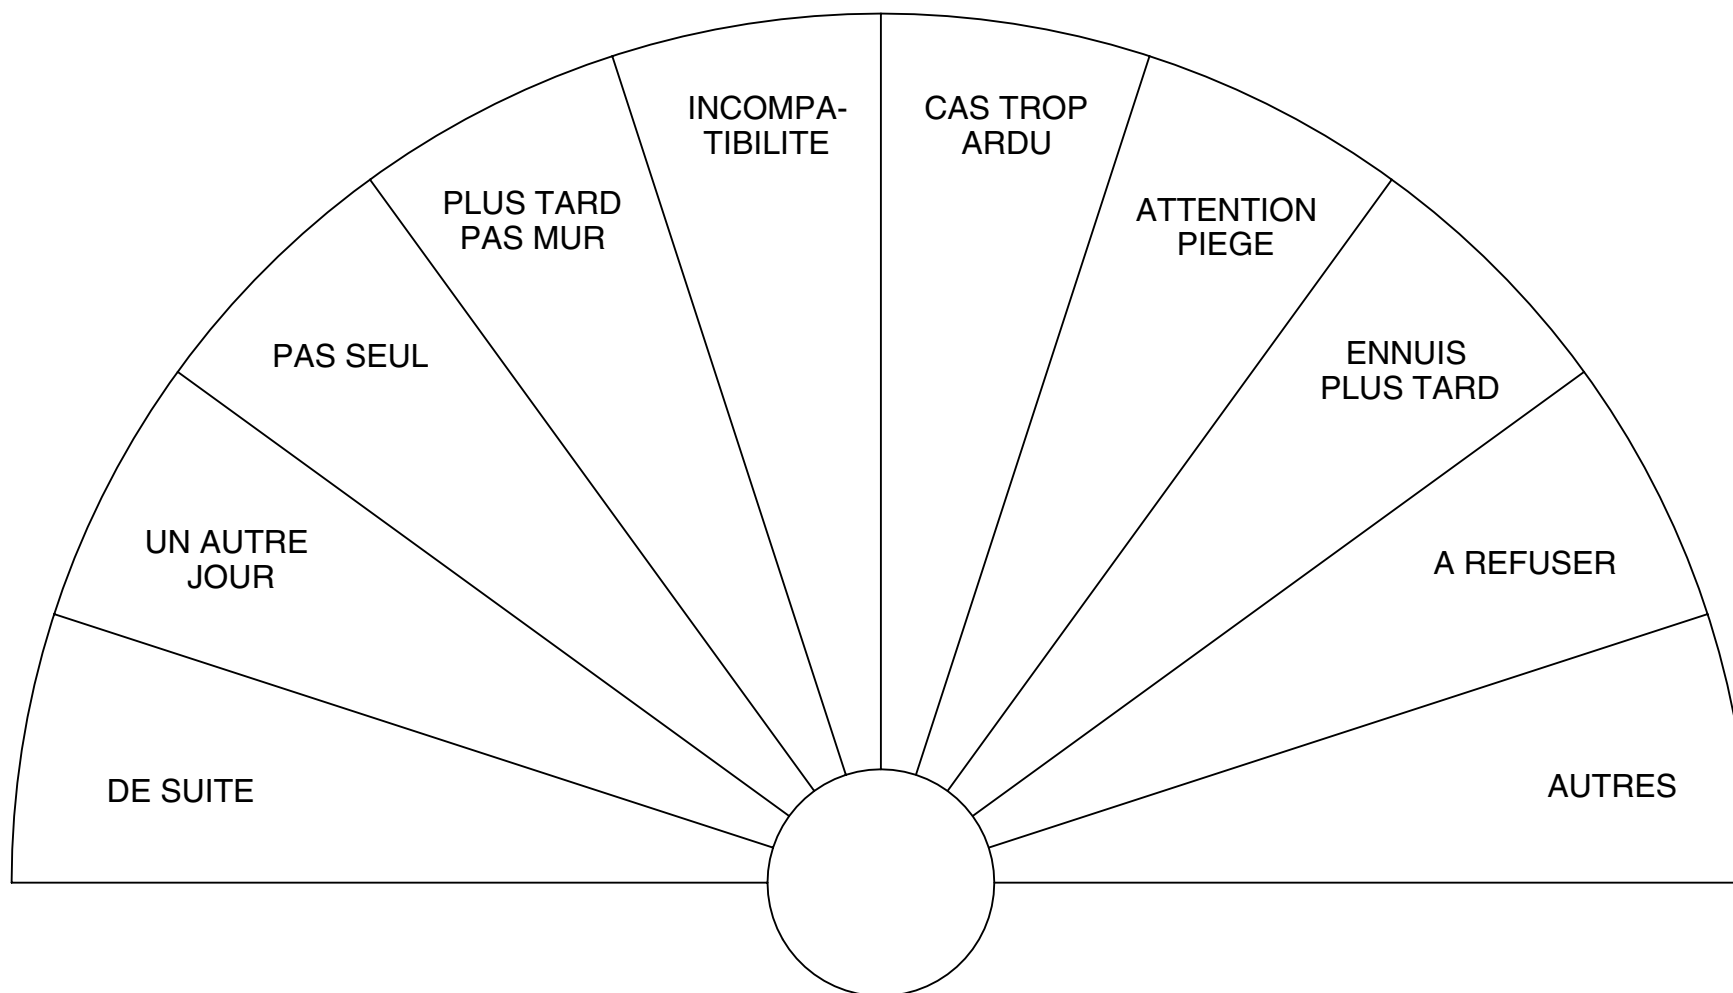 DE SUITE
UN AUTRE
JOUR
PAS SEUL
PLUS TARD
PAS MUR
INCOMPA-
TIBILITE
CAS TROP
ARDU
ATTENTION
PIEGE
ENNUIS
PLUS TARD
A REFUSER
AUTRES